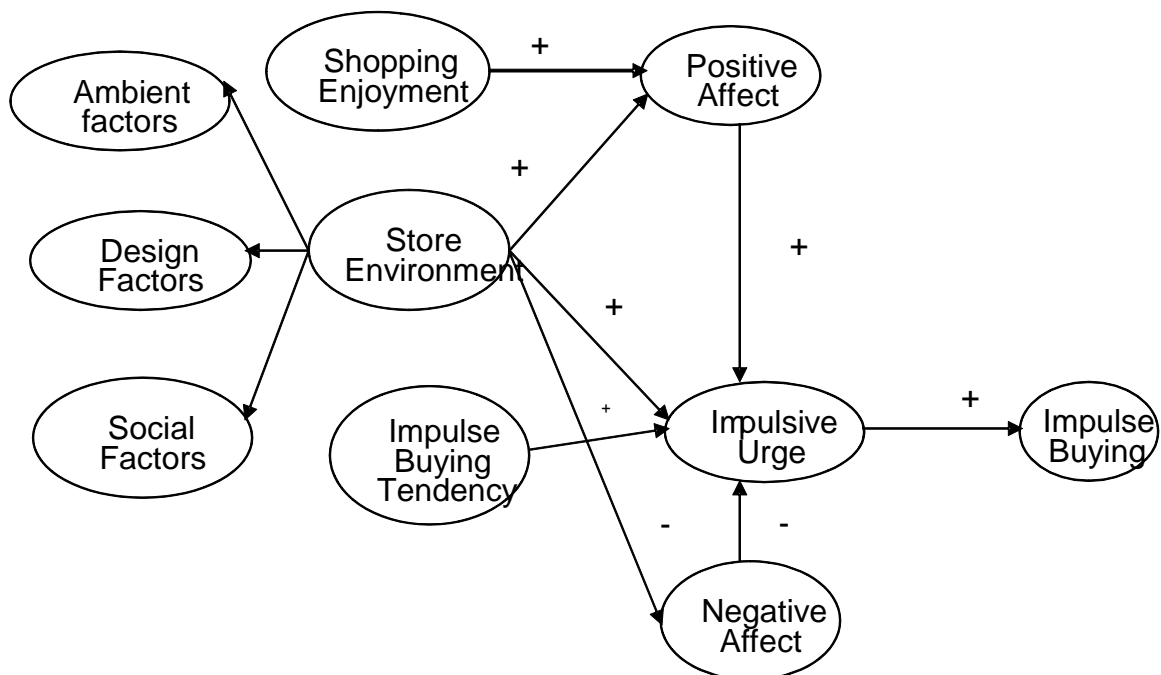 +
Shopping
Enjoyment
Positive
Affect
Ambient
factors
+
Store
Environment
Design
Factors
+
+
Impulse
Buying
Tendency
+
Impulsive
Urge
+
Impulse
Buying
Social
Factors
-
-
Negative
Affect